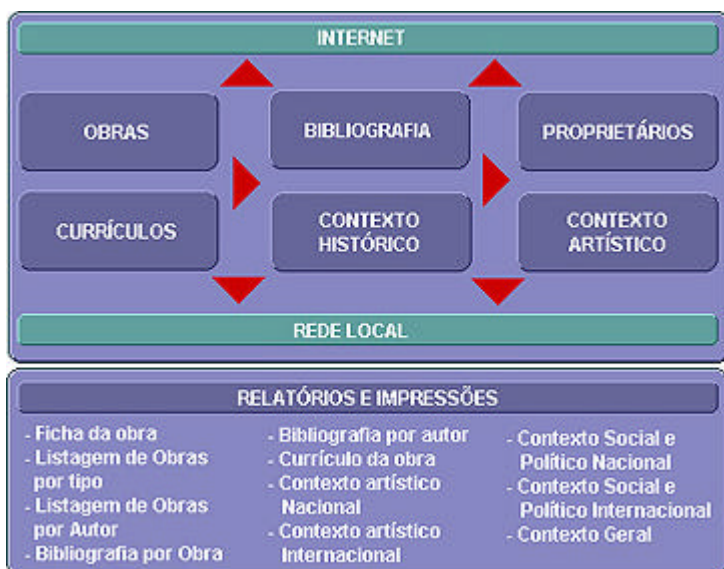 INTERNET
OBRAS
BIBLIOGRAFIA
PROPRIETÁRIOS
CURRÍCULOS
CONTEXTO
HISTÓRICO
CONTEXTO
ARTÍSTICO
REDE LOCAL
RELATÓRIOS E IMPRESSÕES
- Ficha da obra
- Listagem de Obras
por tipo
- Listagem de Obras
por Autor
- Bibliografia por Obra
- Bibliografia por autor
- Currículo da obra
- Contexto artístico
Nacional
- Contexto artístico
Internacional
- Contexto Social e
Político Nacional
- Contexto Social e
Político Internacional
- Contexto Geral